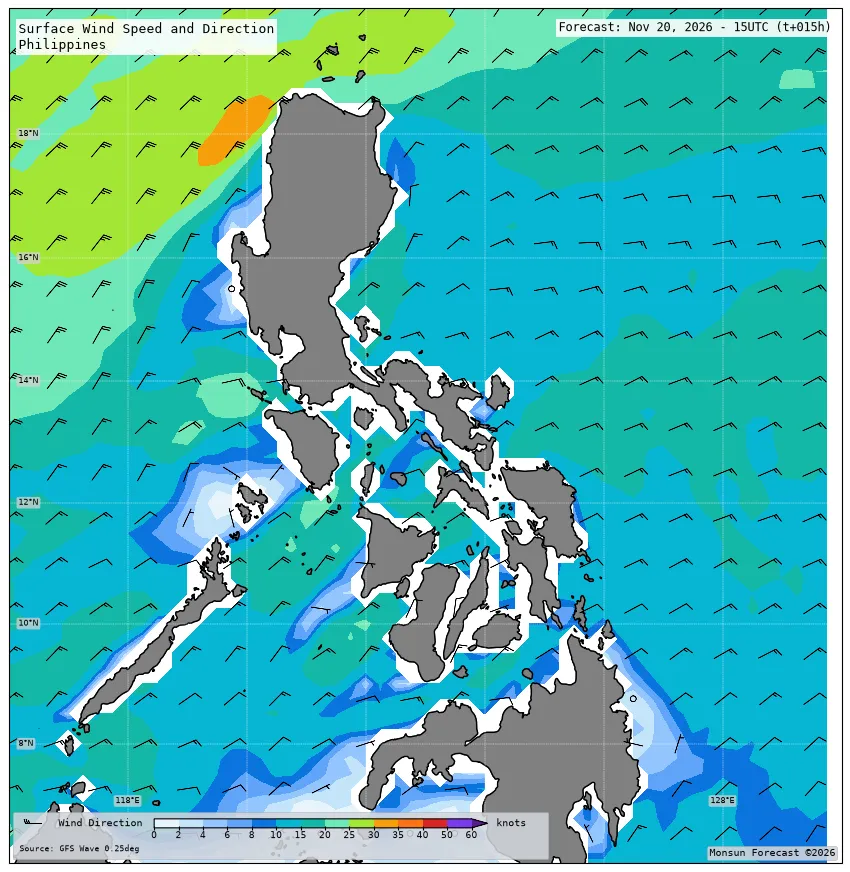 Surface Wind Speed and Direction
Philippines
Forecast: Nov 20, 2026 - 15UTC (t+015h)
18°N
16°N
14°N
12°N
10°N
8°N
118°E
128°E
Wind Direction
0 2 4 6 8 10 15 20 25 30 35 40 50 60
knots
Source: GFS Wave 0.25deg
Monsun Forecast ©2026